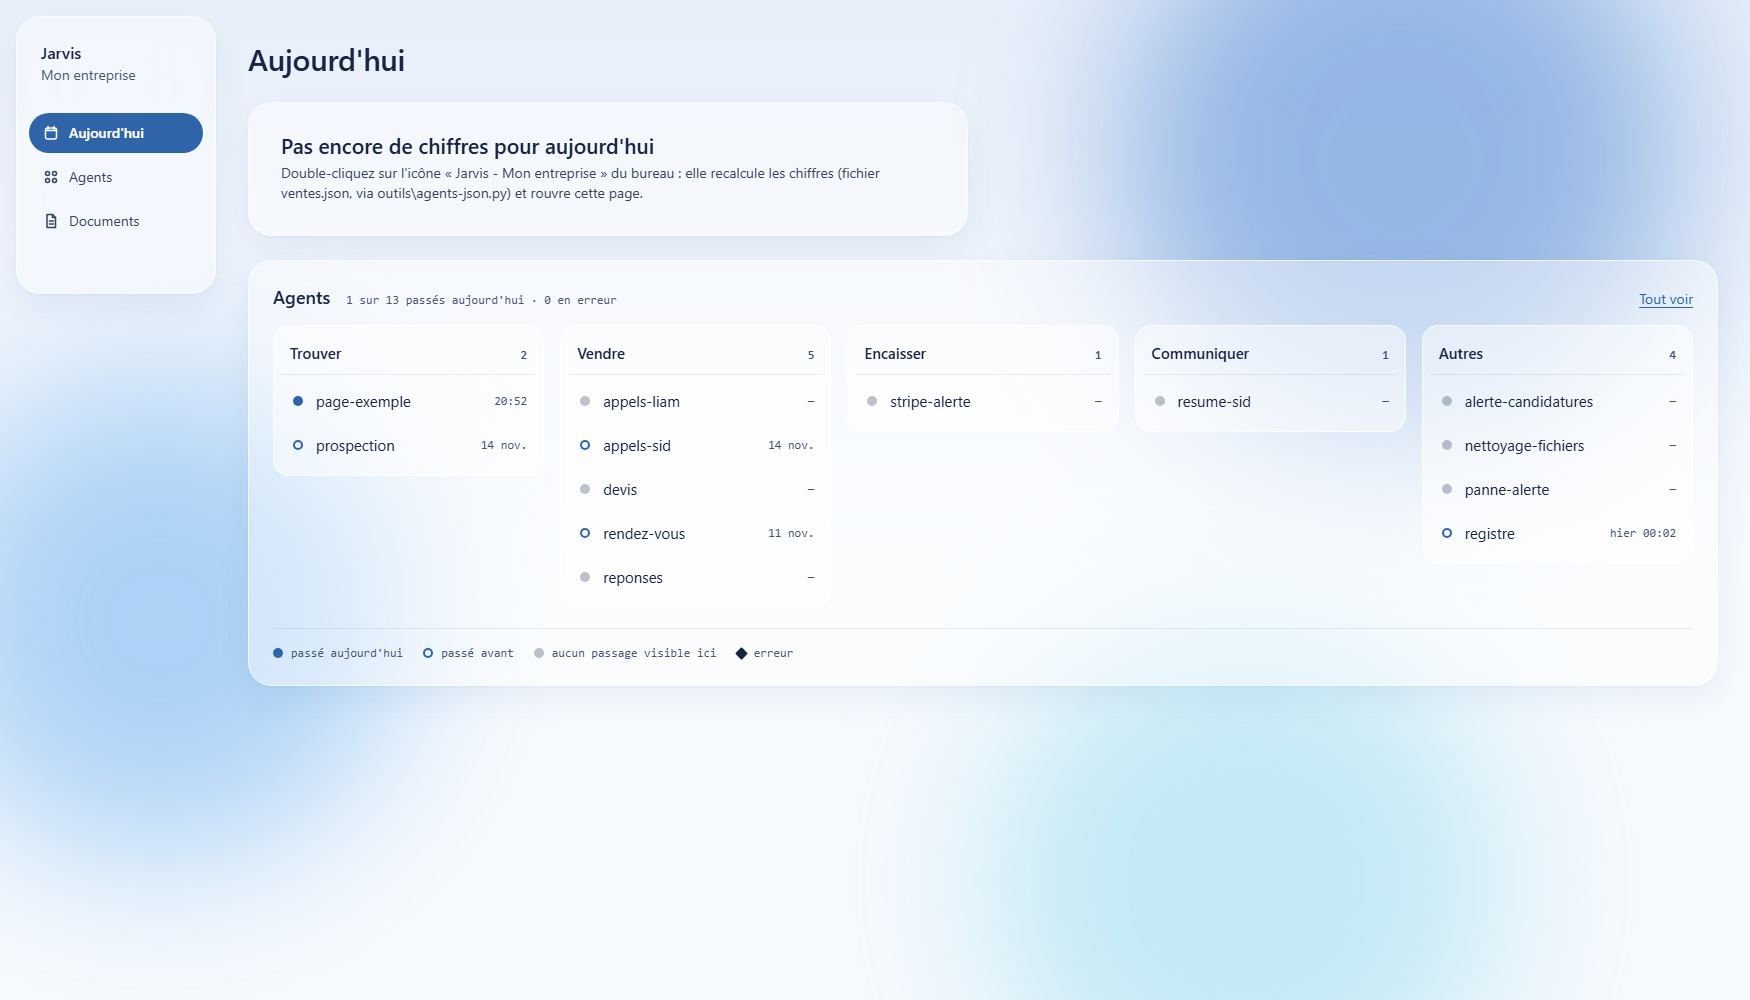 Jarvis
Mon entreprise
Aujourd'hui
Agents
Documents
Aujourd'hui
Pas encore de chiffres pour aujourd'hui
Double-cliquez sur l'icône « Jarvis - Mon entreprise » du bureau : elle recalcule les chiffres (fichier
ventes.json, via outils\agents-json.py) et rouvre cette page.
Agents 1 sur 13 passés aujourd'hui · 0 en erreur
Tout voir
Trouver 2
page-exemple 20:52
prospection 14 nov.
Vendre 5
appels-liam —
appels-sid 14 nov.
devis —
rendez-vous 11 nov.
reponses —
Encaisser 1
stripe-alerte —
Communiquer 1
resume-sid —
Autres 4
alerte-candidatures —
nettoyage-fichiers —
panne-alerte —
registre hier 00:02
passé aujourd'hui passé avant aucun passage visible ici erreur